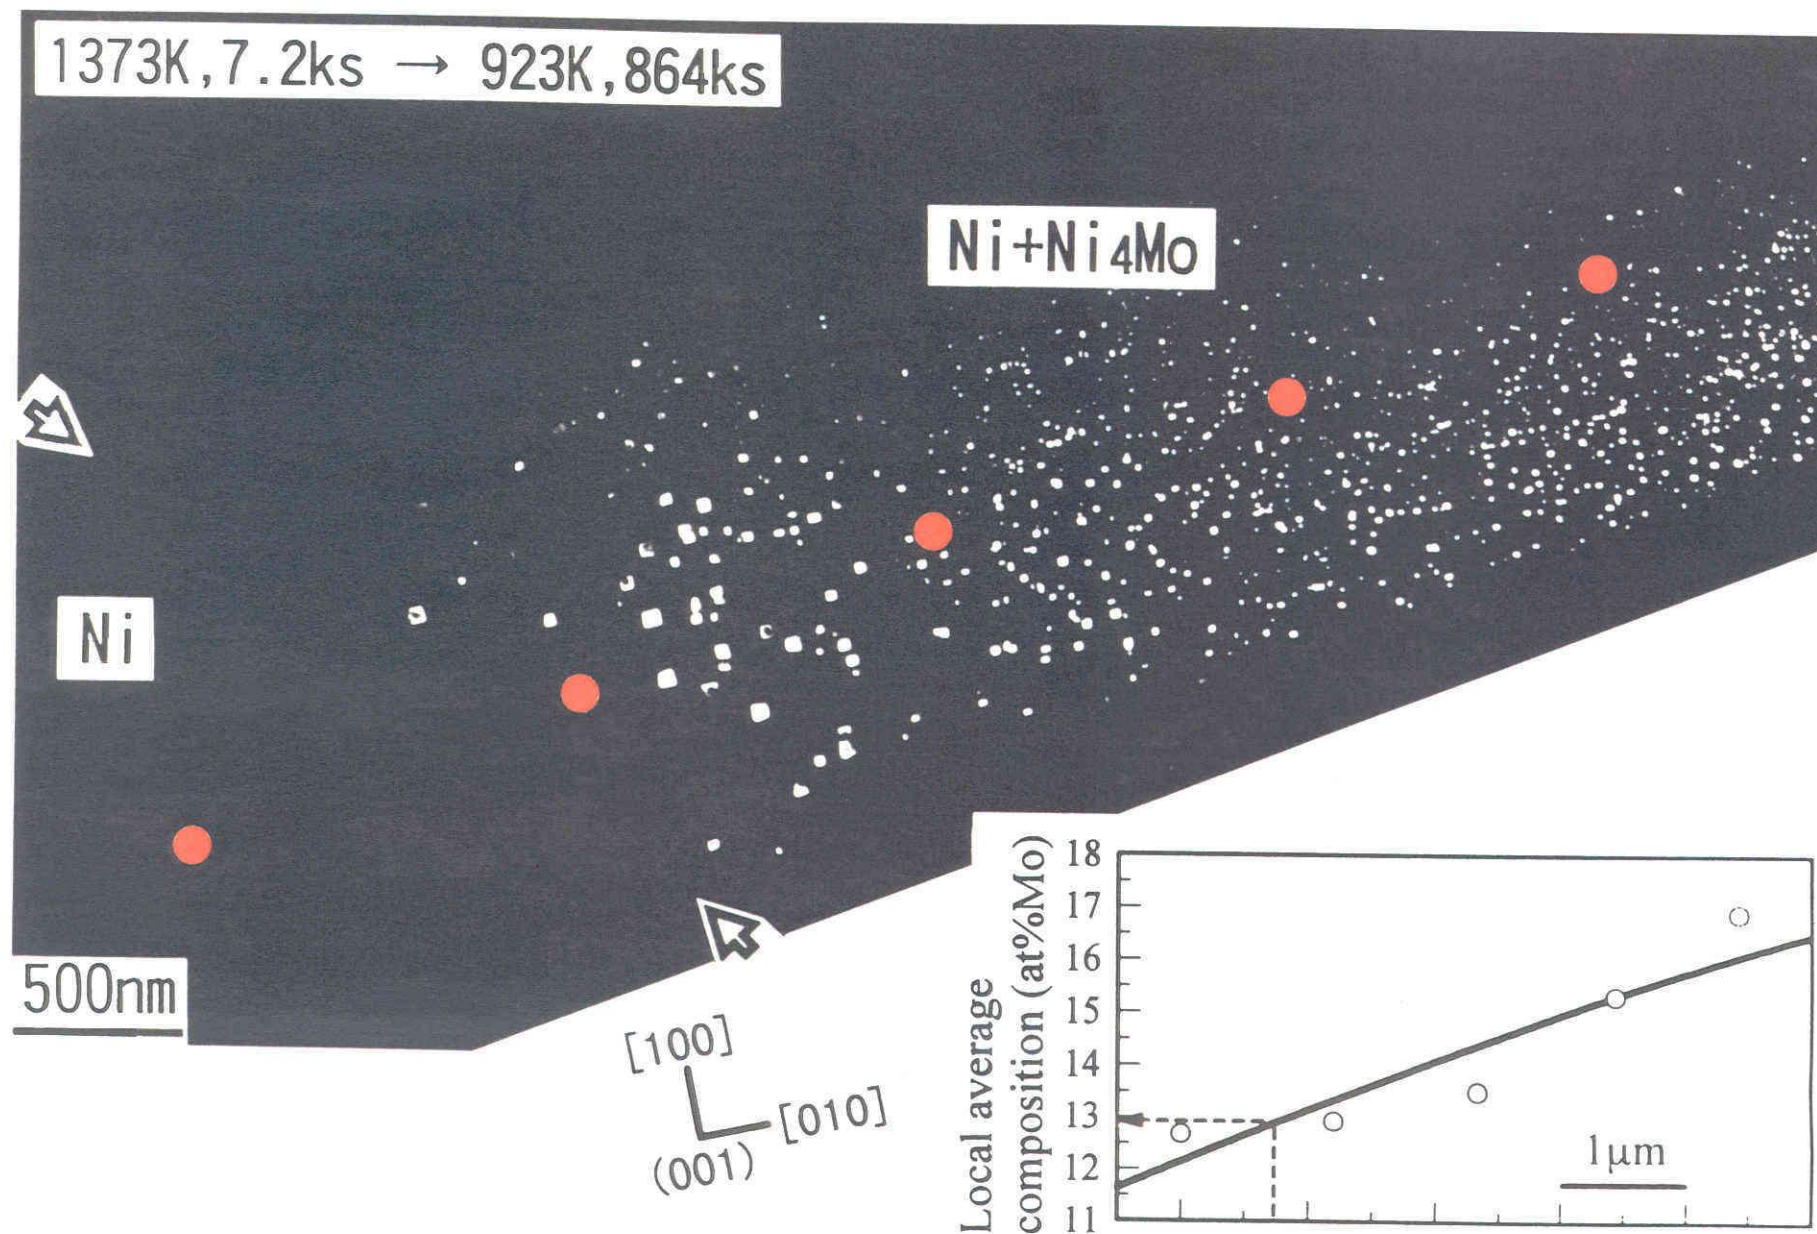 1373K,7.2ks → 923K,864ks
Ni+Ni4Mo
Ni
500nm
[100]
[010]
(001)
Local average
composition (at%Mo)
18
17
16
15
14
13
12
11
1μm